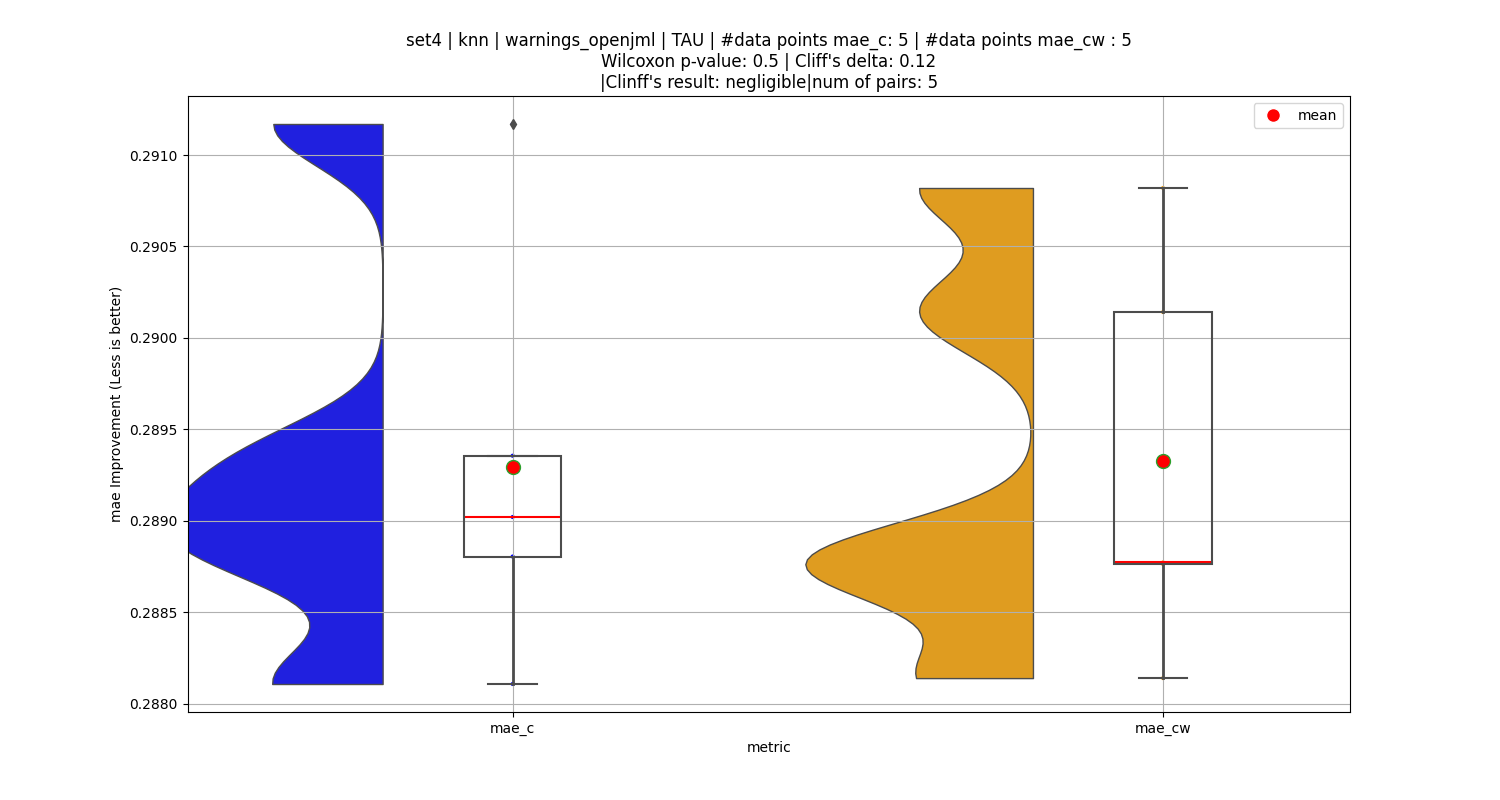 set4 | knn | warnings_openjml | TAU | #data points mae_c: 5 | #data points mae_cw : 5
Wilcoxon p-value: 0.5 | Cliff's delta: 0.12
|Clinff's result: negligible|num of pairs: 5
mean
0.2910
0.2905
0.2900
0.2895
0.2890
0.2885
0.2880
mae Improvement (Less is better)
mae_c
mae_cw
metric